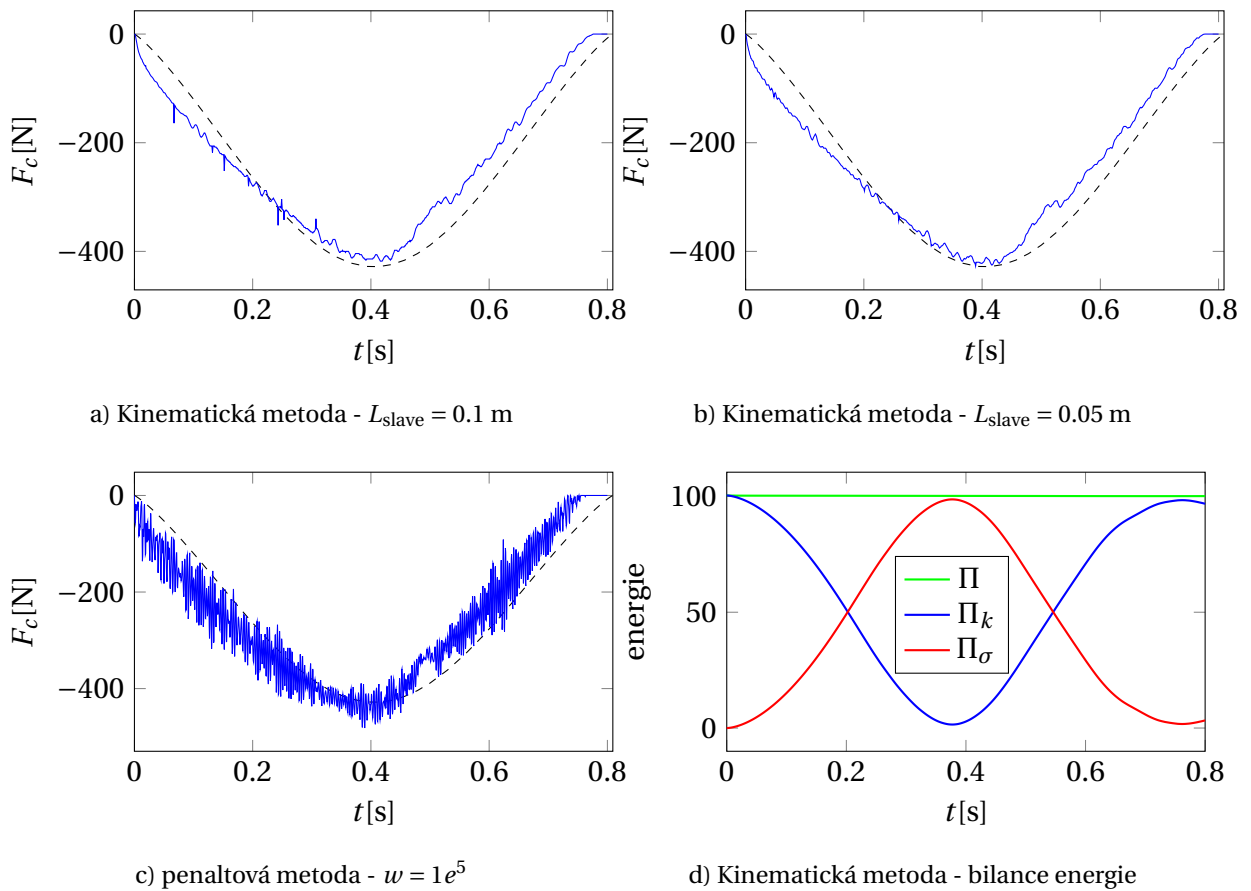 0
−200
−400
F_c [N]
0
0.2
0.4
0.6
0.8
t [s]
a) Kinematická metoda - L_slave = 0.1 m
0
−200
−400
F_c [N]
0
0.2
0.4
0.6
0.8
t [s]
b) Kinematická metoda - L_slave = 0.05 m
0
−200
−400
F_c [N]
0
0.2
0.4
0.6
0.8
t [s]
c) penaltová metoda - w = 1e^5
100
50
0
energie
Π
Π_k
Π_σ
0
0.2
0.4
0.6
0.8
t [s]
d) Kinematická metoda - bilance energie